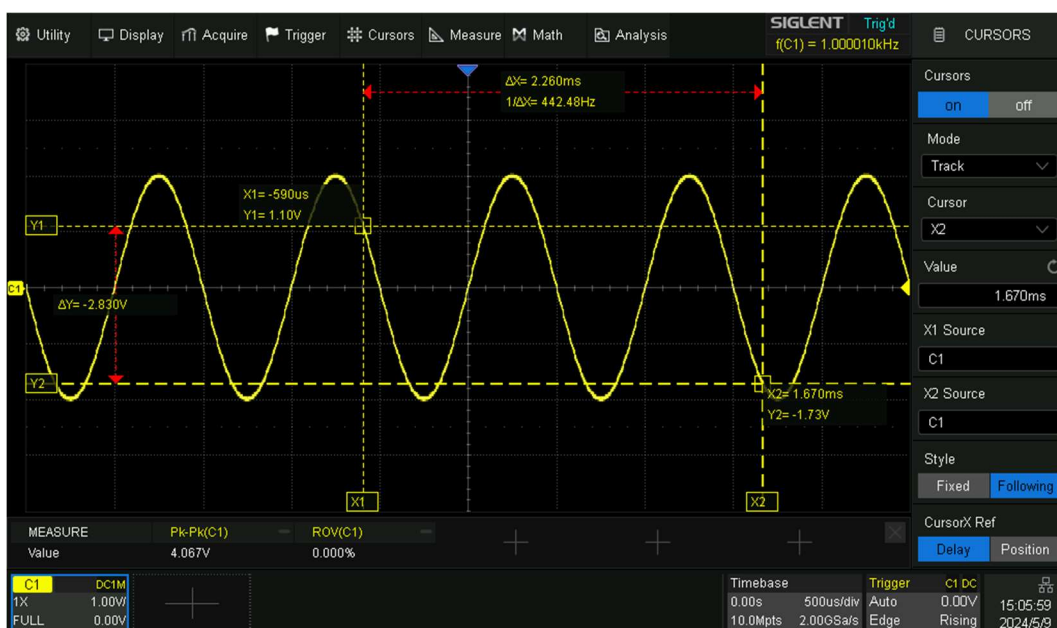 Utility Display Acquire Trigger Cursors Measure Math Analysis
SIGLENT Trig'd
f(C1) = 1.000010kHz
CURSORS
ΔX= 2.260ms
1/ΔX= 442.48Hz
X1= -590us
Y1= 1.10V
Y1
C1
ΔY= -2.830V
Y2
X2= 1.670ms
Y2= -1.73V
X1
X2
Cursors
on off
Mode
Track
Cursor
X2
Value
1.670ms
X1 Source
C1
X2 Source
C1
Style
Fixed Following
CursorX Ref
Delay Position
MEASURE Pk-Pk(C1) ROV(C1)
Value 4.067V 0.000%
C1 DC1M
1X 1.00V/
FULL 0.00V
Timebase
0.00s 500us/div
10.0Mpts 2.00GSa/s
Trigger C1 DC
Auto 0.00V
Edge Rising
15:05:59
2024/5/9